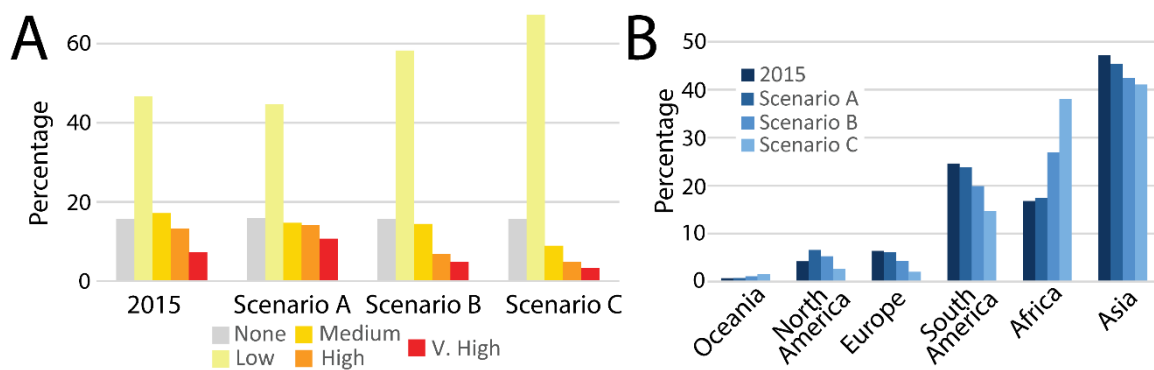 A
Percentage
60
40
20
0
2015
Scenario A
Scenario B
Scenario C
None
Medium
V. High
Low
High
B
Percentage
50
40
30
20
10
0
2015
Scenario A
Scenario B
Scenario C
Oceania
North
America
Europe
South
America
Africa
Asia